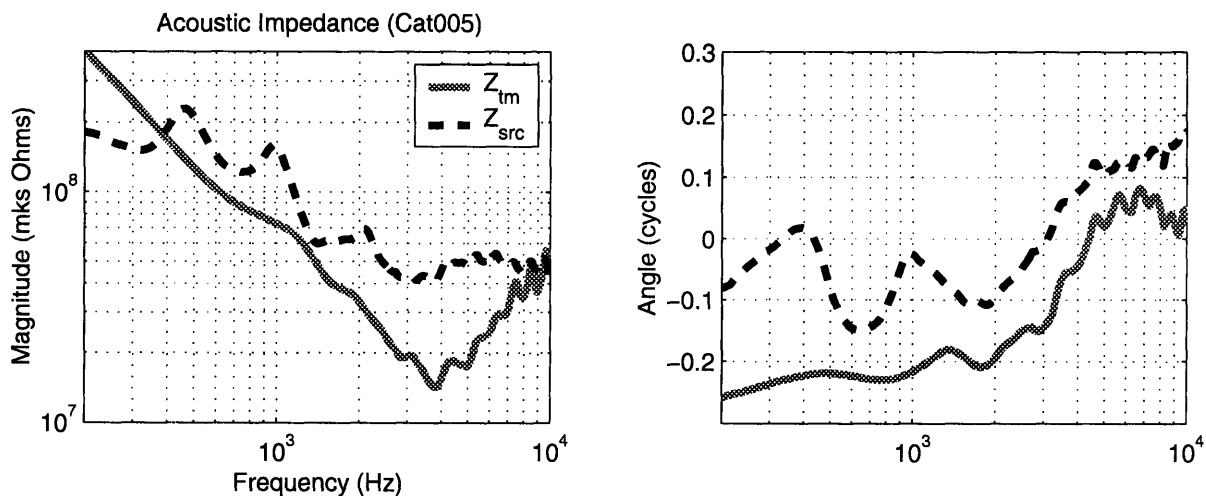 Acoustic Impedance (Cat005)
Magnitude (mks Ohms)
10^8
10^7
Z_tm
Z_src
10^3
10^4
Frequency (Hz)
Angle (cycles)
0.3
0.2
0.1
0
−0.1
−0.2
10^3
10^4